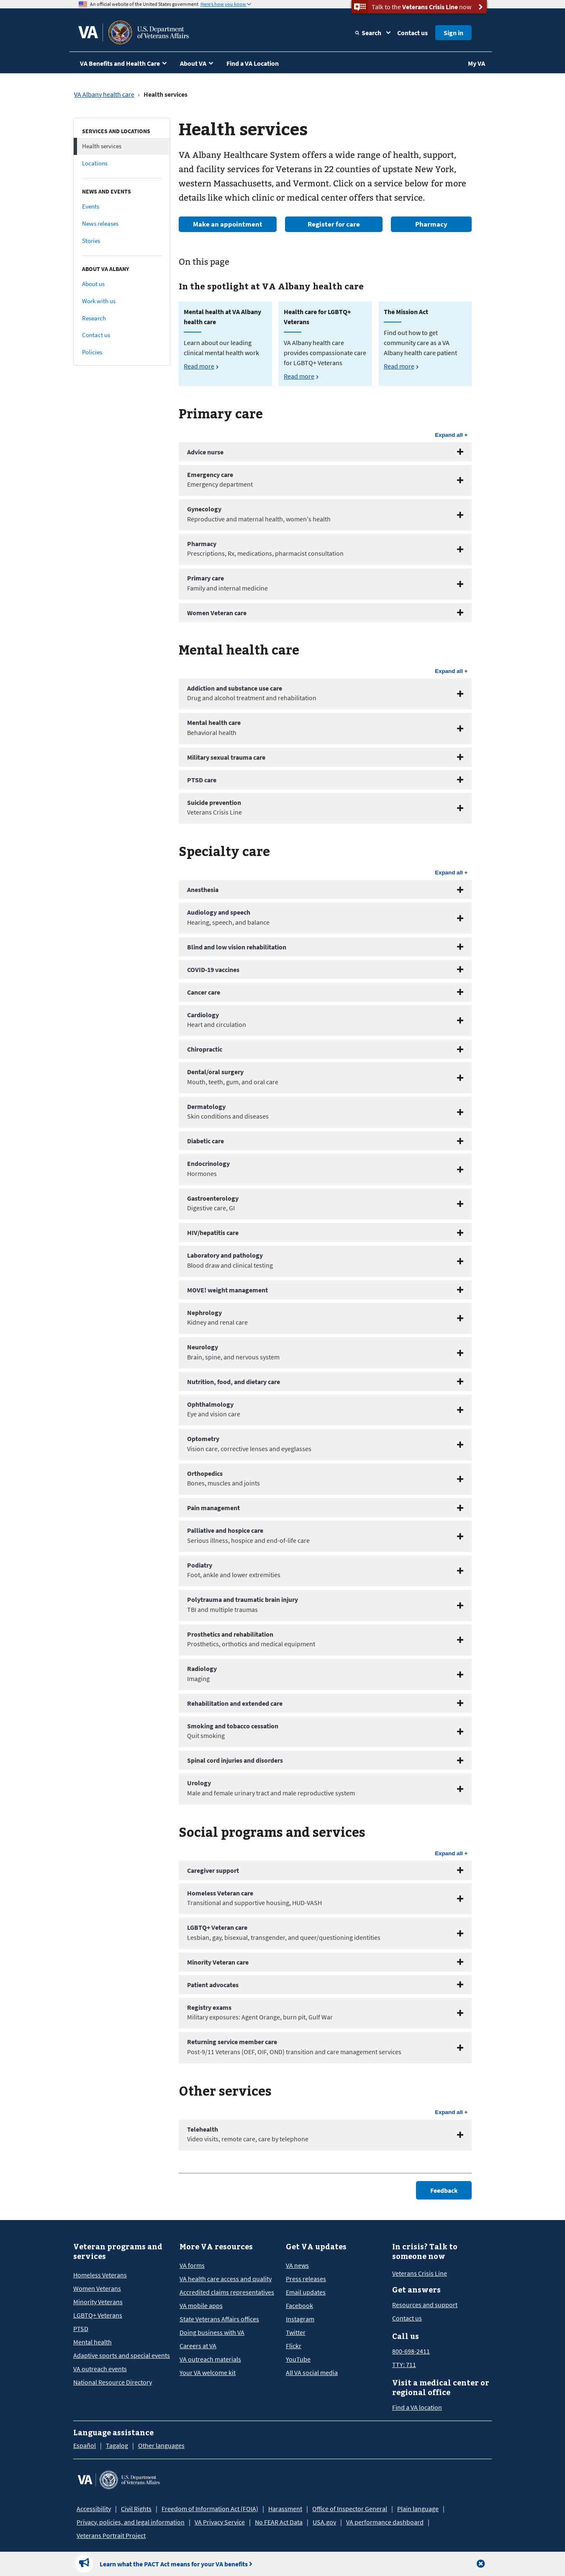 An official website of the United States government Here's how you know
Talk to the Veterans Crisis Line now
VA
U.S. Department
of Veterans Affairs
Search
Contact us
Sign in
VA Benefits and Health Care
About VA
Find a VA Location
My VA
VA Albany health care › Health services
SERVICES AND LOCATIONS
Health services
Locations
NEWS AND EVENTS
Events
News releases
Stories
ABOUT VA ALBANY
About us
Work with us
Research
Contact us
Policies
Health services
VA Albany Healthcare System offers a wide range of health, support,
and facility services for Veterans in 22 counties of upstate New York,
western Massachusetts, and Vermont. Click on a service below for more
details like which clinic or medical center offers that service.
Make an appointment
Register for care
Pharmacy
On this page
In the spotlight at VA Albany health care
Mental health at VA Albany
health care
Learn about our leading
clinical mental health work
Read more
Health care for LGBTQ+
Veterans
VA Albany health care
provides compassionate care
for LGBTQ+ Veterans
Read more
The Mission Act
Find out how to get
community care as a VA
Albany health care patient
Read more
Primary care
Expand all +
Advice nurse
Emergency care
Emergency department
Gynecology
Reproductive and maternal health, women's health
Pharmacy
Prescriptions, Rx, medications, pharmacist consultation
Primary care
Family and internal medicine
Women Veteran care
Mental health care
Expand all +
Addiction and substance use care
Drug and alcohol treatment and rehabilitation
Mental health care
Behavioral health
Military sexual trauma care
PTSD care
Suicide prevention
Veterans Crisis Line
Specialty care
Expand all +
Anesthesia
Audiology and speech
Hearing, speech, and balance
Blind and low vision rehabilitation
COVID-19 vaccines
Cancer care
Cardiology
Heart and circulation
Chiropractic
Dental/oral surgery
Mouth, teeth, gum, and oral care
Dermatology
Skin conditions and diseases
Diabetic care
Endocrinology
Hormones
Gastroenterology
Digestive care, GI
HIV/hepatitis care
Laboratory and pathology
Blood draw and clinical testing
MOVE! weight management
Nephrology
Kidney and renal care
Neurology
Brain, spine, and nervous system
Nutrition, food, and dietary care
Ophthalmology
Eye and vision care
Optometry
Vision care, corrective lenses and eyeglasses
Orthopedics
Bones, muscles and joints
Pain management
Palliative and hospice care
Serious illness, hospice and end-of-life care
Podiatry
Foot, ankle and lower extremities
Polytrauma and traumatic brain injury
TBI and multiple traumas
Prosthetics and rehabilitation
Prosthetics, orthotics and medical equipment
Radiology
Imaging
Rehabilitation and extended care
Smoking and tobacco cessation
Quit smoking
Spinal cord injuries and disorders
Urology
Male and female urinary tract and male reproductive system
Social programs and services
Expand all +
Caregiver support
Homeless Veteran care
Transitional and supportive housing, HUD-VASH
LGBTQ+ Veteran care
Lesbian, gay, bisexual, transgender, and queer/questioning identities
Minority Veteran care
Patient advocates
Registry exams
Military exposures: Agent Orange, burn pit, Gulf War
Returning service member care
Post-9/11 Veterans (OEF, OIF, OND) transition and care management services
Other services
Expand all +
Telehealth
Video visits, remote care, care by telephone
Feedback
Veteran programs and
services
Homeless Veterans
Women Veterans
Minority Veterans
LGBTQ+ Veterans
PTSD
Mental health
Adaptive sports and special events
VA outreach events
National Resource Directory
More VA resources
VA forms
VA health care access and quality
Accredited claims representatives
VA mobile apps
State Veterans Affairs offices
Doing business with VA
Careers at VA
VA outreach materials
Your VA welcome kit
Get VA updates
VA news
Press releases
Email updates
Facebook
Instagram
Twitter
Flickr
YouTube
All VA social media
In crisis? Talk to
someone now
Veterans Crisis Line
Get answers
Resources and support
Contact us
Call us
800-698-2411
TTY: 711
Visit a medical center or
regional office
Find a VA location
Language assistance
Español | Tagalog | Other languages
VA
U.S. Department
of Veterans Affairs
Accessibility | Civil Rights | Freedom of Information Act (FOIA) | Harassment | Office of Inspector General | Plain language |
Privacy, policies, and legal information | VA Privacy Service | No FEAR Act Data | USA.gov | VA performance dashboard |
Veterans Portrait Project
Learn what the PACT Act means for your VA benefits